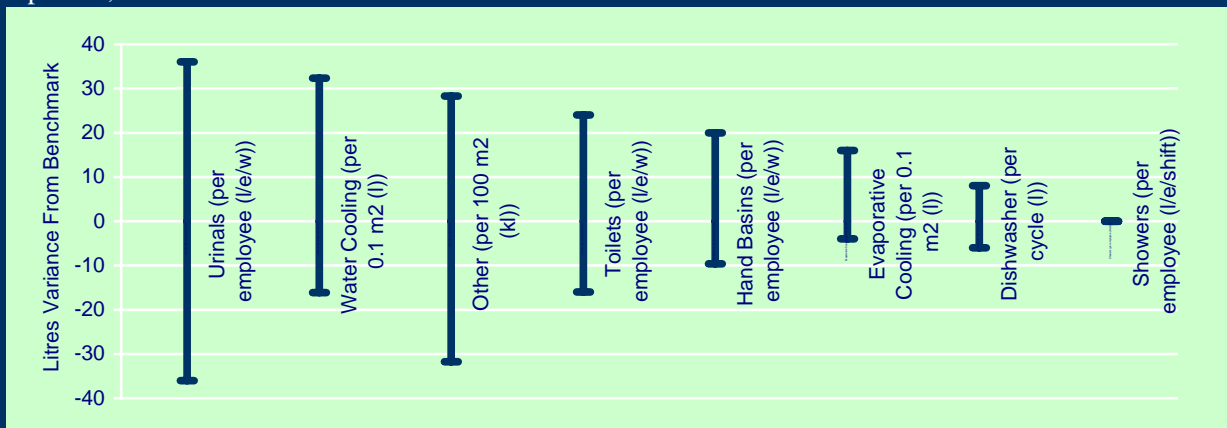 Litres Variance From Benchmark
40
30
20
10
0
-10
-20
-30
-40
Urinals (per
employee (l/e/w))
Water Cooling (per
0.1 m2 (l))
Other (per 100 m2
(kl))
Toilets (per
employee (l/e/w))
Hand Basins (per
employee (l/e/w))
Evaporative
Cooling (per 0.1
m2 (l))
Dishwasher (per
cycle (l))
Showers (per
employee (l/e/shift))